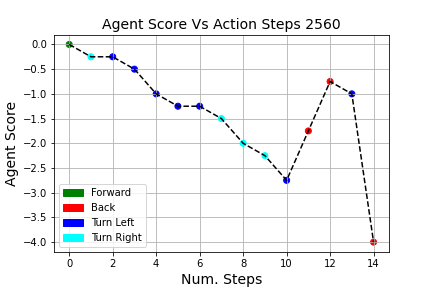 Agent Score Vs Action Steps 2560
Agent Score
0.0
−0.5
−1.0
−1.5
−2.0
−2.5
−3.0
−3.5
−4.0
Forward
Back
Turn Left
Turn Right
0 2 4 6 8 10 12 14
Num. Steps